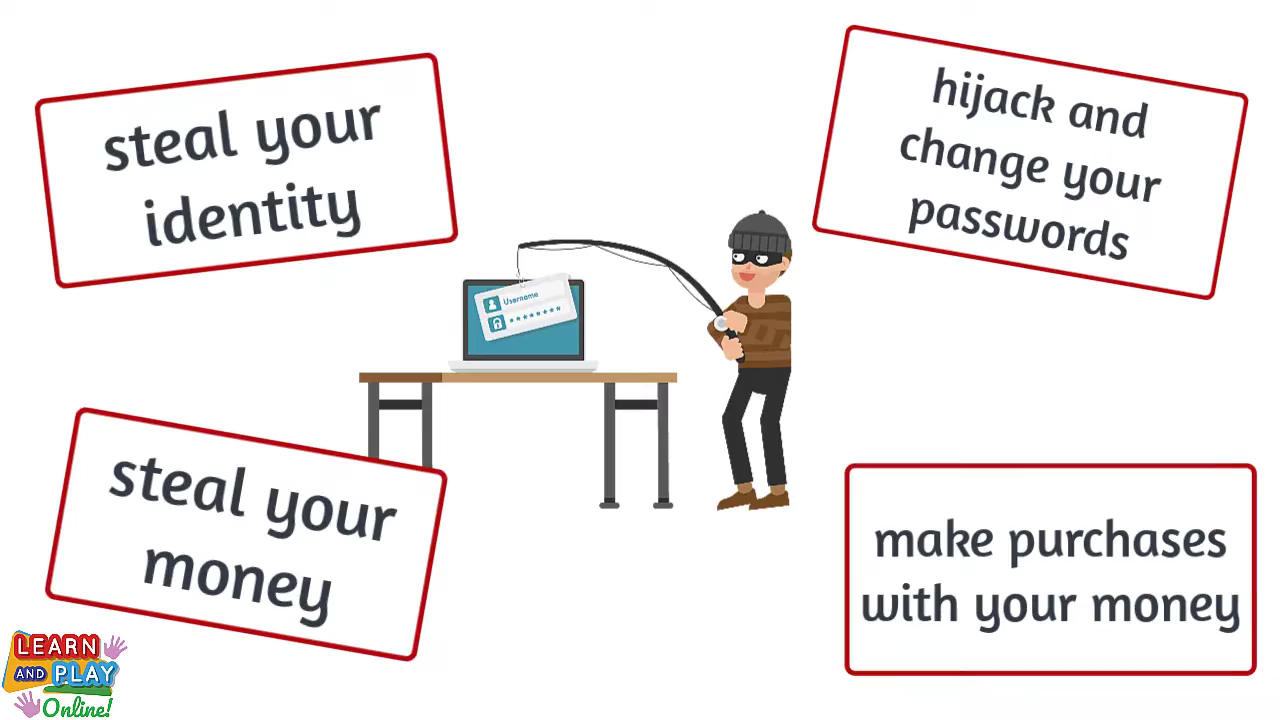 steal your
identity
hijack and
change your
passwords
Username
********
steal your
money
make purchases
with your money
LEARN
AND PLAY
Online!